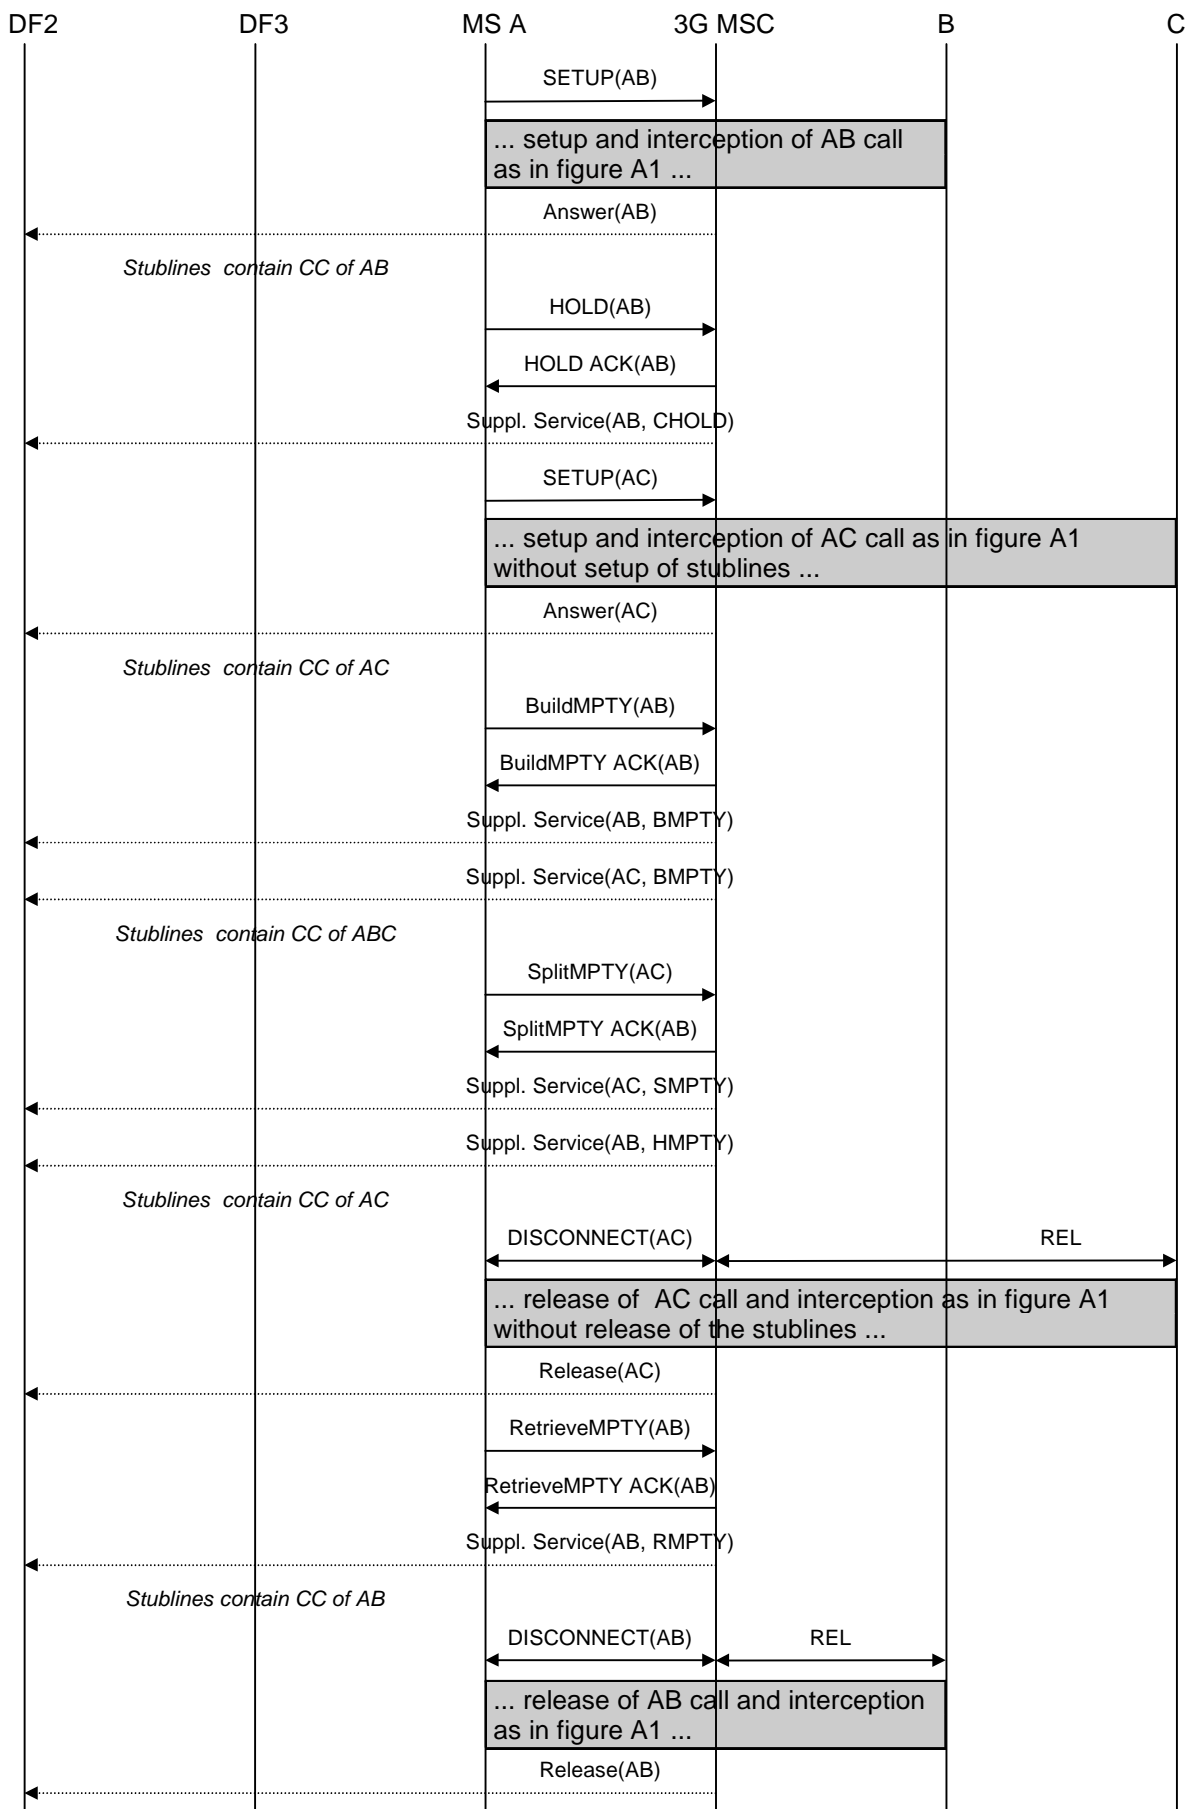 DF2 DF3 MS A 3G MSC B C
SETUP(AB)
... setup and interception of AB call
as in figure A1 ...
Answer(AB)
Stublines contain CC of AB
HOLD(AB)
HOLD ACK(AB)
Suppl. Service(AB, CHOLD)
SETUP(AC)
... setup and interception of AC call as in figure A1
without setup of stublines ...
Answer(AC)
Stublines contain CC of AC
BuildMPTY(AB)
BuildMPTY ACK(AB)
Suppl. Service(AB, BMPTY)
Suppl. Service(AC, BMPTY)
Stublines contain CC of ABC
SplitMPTY(AC)
SplitMPTY ACK(AB)
Suppl. Service(AC, SMPTY)
Suppl. Service(AB, HMPTY)
Stublines contain CC of AC
DISCONNECT(AC) REL
... release of AC call and interception as in figure A1
without release of the stublines ...
Release(AC)
RetrieveMPTY(AB)
RetrieveMPTY ACK(AB)
Suppl. Service(AB, RMPTY)
Stublines contain CC of AB
DISCONNECT(AB) REL
... release of AB call and interception
as in figure A1 ...
Release(AB)